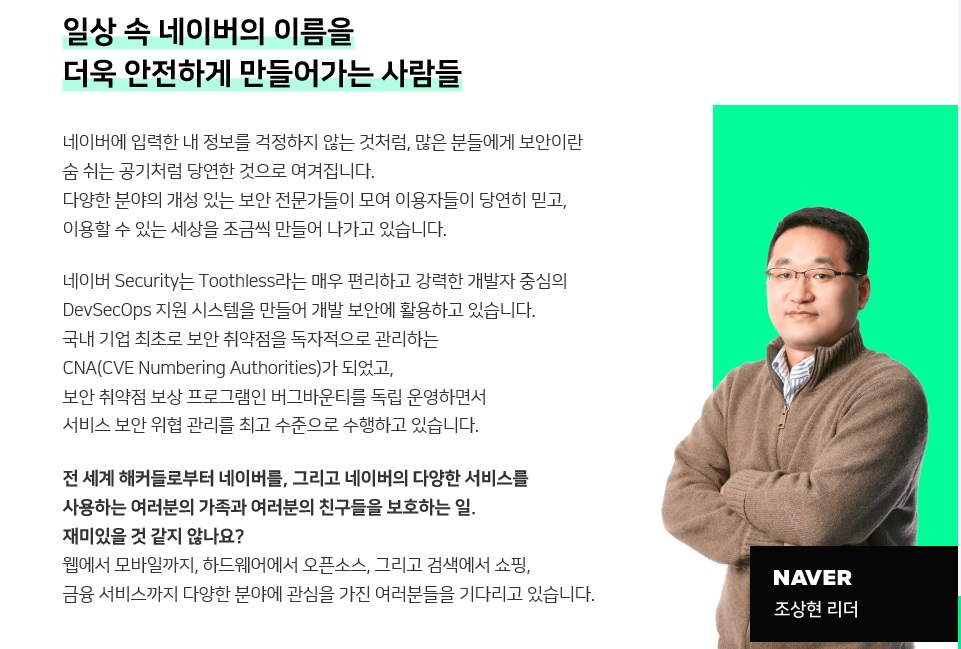 일상 속 네이버의 이름을
더욱 안전하게 만들어가는 사람들
네이버에 입력한 내 정보를 걱정하지 않는 것처럼, 많은 분들에게 보안이란
숨 쉬는 공기처럼 당연한 것으로 여겨집니다.
다양한 분야의 개성 있는 보안 전문가들이 모여 이용자들이 당연히 믿고,
이용할 수 있는 세상을 조금씩 만들어 나가고 있습니다.
네이버 Security는 Toothless라는 매우 편리하고 강력한 개발자 중심의
DevSecOps 지원 시스템을 만들어 개발 보안에 활용하고 있습니다.
국내 기업 최초로 보안 취약점을 독자적으로 관리하는
CNA(CVE Numbering Authorities)가 되었고,
보안 취약점 보상 프로그램인 버그바운티를 독립 운영하면서
서비스 보안 위협 관리를 최고 수준으로 수행하고 있습니다.
전 세계 해커들로부터 네이버를, 그리고 네이버의 다양한 서비스를
사용하는 여러분의 가족과 여러분의 친구들을 보호하는 일.
재미있을 것 같지 않나요?
웹에서 모바일까지, 하드웨어에서 오픈소스, 그리고 검색에서 쇼핑,
금융 서비스까지 다양한 분야에 관심을 가진 여러분들을 기다리고 있습니다.
NAVER
조상현 리더